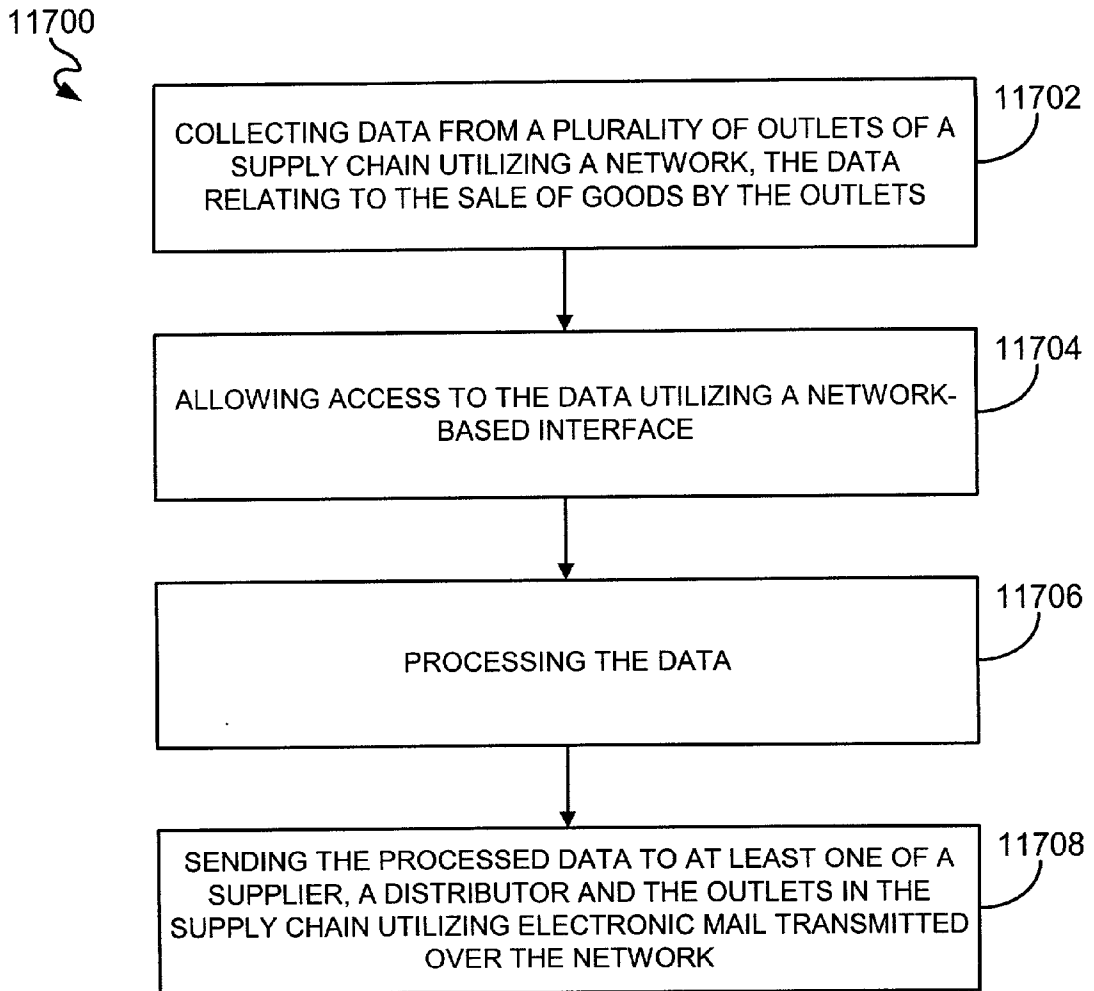 11700
11702
COLLECTING DATA FROM A PLURALITY OF OUTLETS OF A
SUPPLY CHAIN UTILIZING A NETWORK, THE DATA
RELATING TO THE SALE OF GOODS BY THE OUTLETS
11704
ALLOWING ACCESS TO THE DATA UTILIZING A NETWORK-
BASED INTERFACE
11706
PROCESSING THE DATA
11708
SENDING THE PROCESSED DATA TO AT LEAST ONE OF A
SUPPLIER, A DISTRIBUTOR AND THE OUTLETS IN THE
SUPPLY CHAIN UTILIZING ELECTRONIC MAIL TRANSMITTED
OVER THE NETWORK